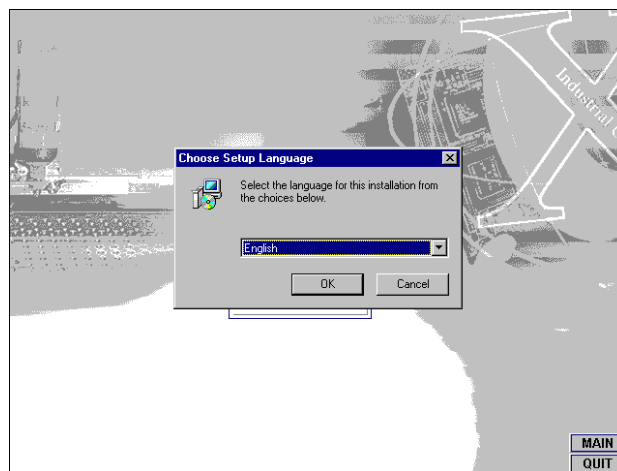 Industrial
Choose Setup Language
Select the language for this installation from
the choices below.
English
OK
Cancel
MAIN
QUIT